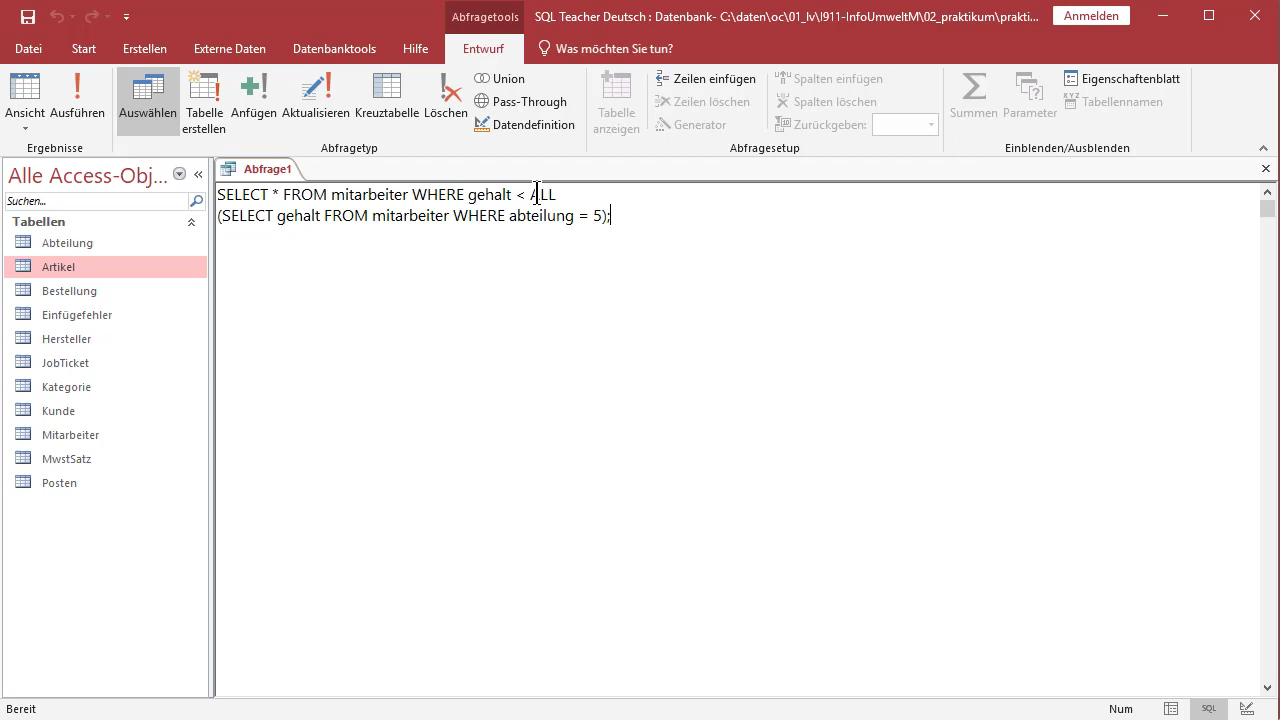 Abfragetools
SQL Teacher Deutsch : Datenbank- C:\daten\oc\01_lv\I911-InfoUmweltM\02_praktikum\prakti...
Anmelden
Datei
Start
Erstellen
Externe Daten
Datenbanktools
Hilfe
Entwurf
Was möchten Sie tun?
Ansicht
Ausführen
Auswählen
Tabelle
erstellen
Anfügen
Aktualisieren
Kreuztabelle
Löschen
Union
Pass-Through
Datendefinition
Tabelle
anzeigen
Zeilen einfügen
Zeilen löschen
Generator
Spalten einfügen
Spalten löschen
Zurückgeben:
Summen
Parameter
Eigenschaftenblatt
XYZ Tabellennamen
Ergebnisse
Abfragetyp
Abfragesetup
Einblenden/Ausblenden
Alle Access-Obj...
Suchen...
Tabellen
Abteilung
Artikel
Bestellung
Einfügefehler
Hersteller
JobTicket
Kategorie
Kunde
Mitarbeiter
MwstSatz
Posten
Abfrage1
SELECT * FROM mitarbeiter WHERE gehalt < ALL
(SELECT gehalt FROM mitarbeiter WHERE abteilung = 5);
Bereit
Num
SQL